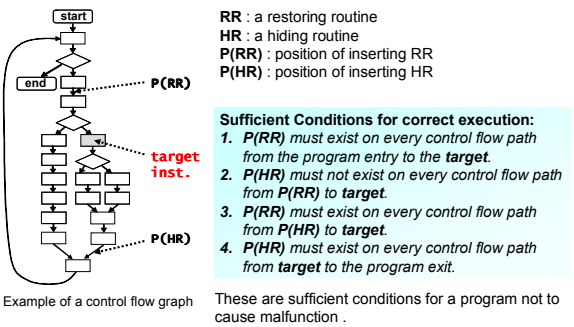 start
end
P(RR)
target
inst.
P(HR)
Example of a control flow graph
RR : a restoring routine
HR : a hiding routine
P(RR) : position of inserting RR
P(HR) : position of inserting HR
Sufficient Conditions for correct execution:
1. P(RR) must exist on every control flow path
from the program entry to the target.
2. P(HR) must not exist on every control flow path
from P(RR) to target.
3. P(RR) must exist on every control flow path
from P(HR) to target.
4. P(HR) must exist on every control flow path
from target to the program exit.
These are sufficient conditions for a program not to
cause malfunction .